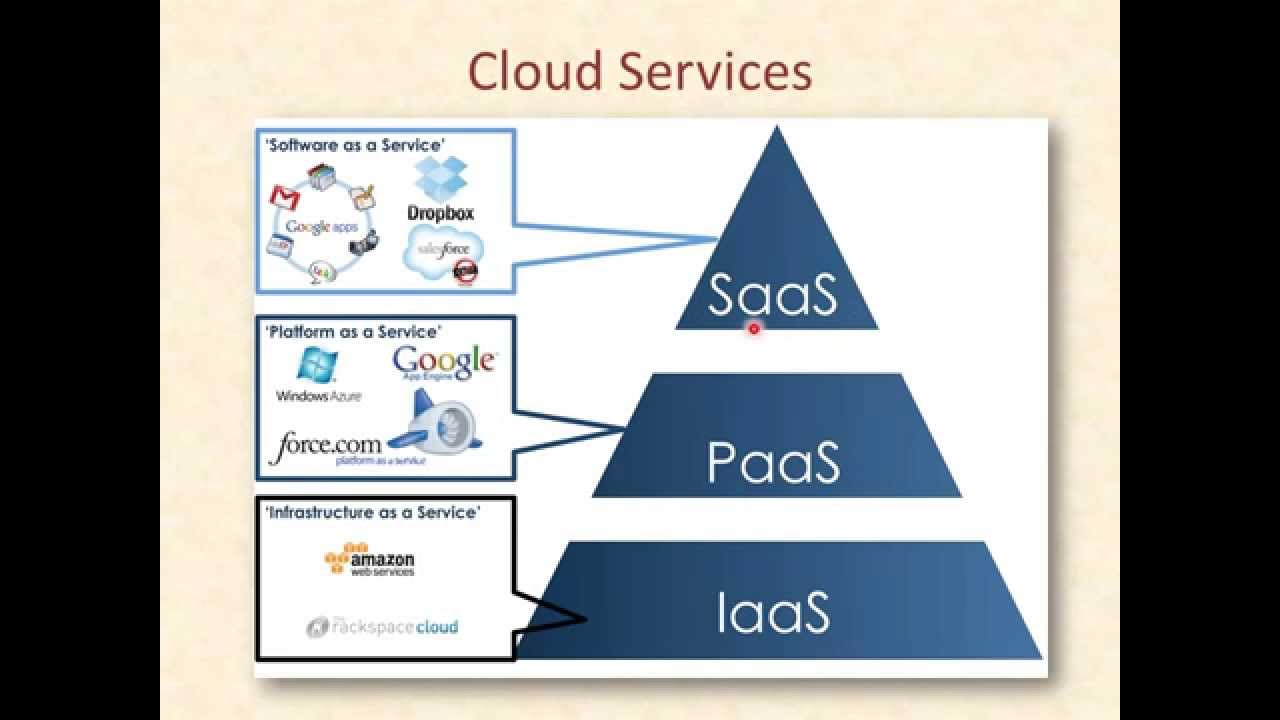 Cloud Services
'Software as a Service'
Google apps
Dropbox
salesforce
SaaS
'Platform as a Service'
Windows Azure
Google™
App Engine
force.com
platform as a service
PaaS
'Infrastructure as a Service'
amazon
web services
rackspace cloud
IaaS